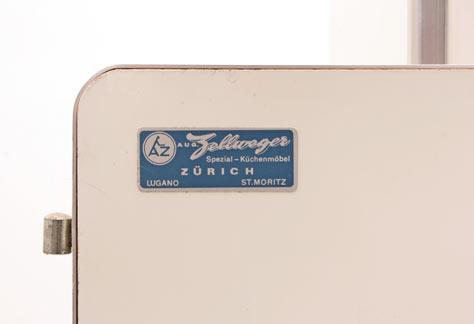 AZ AUG. Zellweger
Spezial - Küchenmöbel
ZÜRICH
LUGANO ST. MORITZ